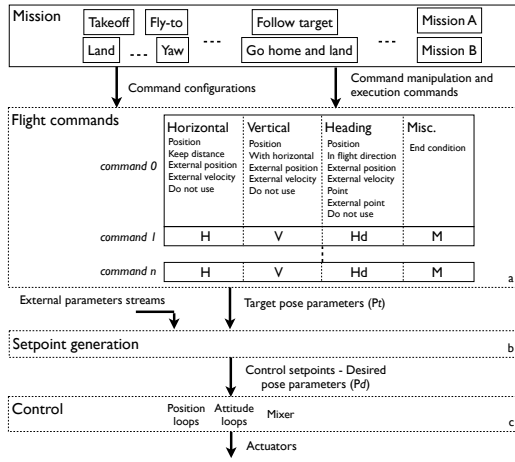 Mission
Takeoff
Fly-to
Follow target
Mission A
Land
...
Yaw
...
Go home and land
...
Mission B
Command configurations
Command manipulation and
execution commands
Flight commands
Horizontal
Vertical
Heading
Misc.
command 0
Position
Keep distance
External position
External velocity
Do not use
Position
With horizontal
External position
External velocity
Do not use
Position
In flight direction
External position
External velocity
Point
External point
Do not use
End condition
command 1
H
V
Hd
M
command n
H
V
Hd
M
a
External parameters streams
Target pose parameters (Pt)
Setpoint generation
b
Control setpoints - Desired
pose parameters (Pd)
Control
Position
loops
Attitude
loops
Mixer
c
Actuators